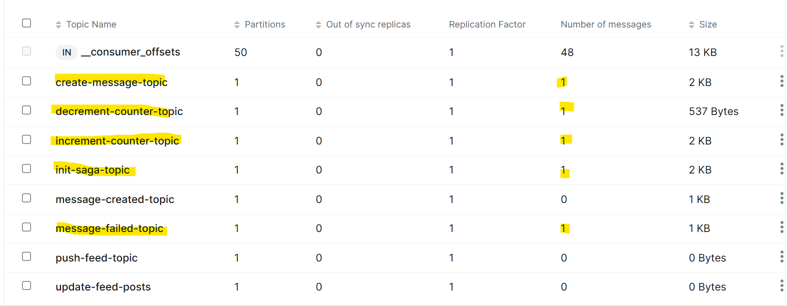 Topic Name Partitions Out of sync replicas Replication Factor Number of messages Size
IN __consumer_offsets 50 0 1 48 13 KB
create-message-topic 1 0 1 1 2 KB
decrement-counter-topic 1 0 1 1 537 Bytes
increment-counter-topic 1 0 1 1 2 KB
init-saga-topic 1 0 1 1 2 KB
message-created-topic 1 0 1 0 1 KB
message-failed-topic 1 0 1 1 1 KB
push-feed-topic 1 0 1 0 0 Bytes
update-feed-posts 1 0 1 0 0 Bytes